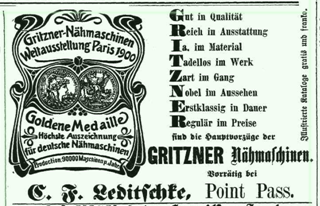 Gritzner-Nähmaschinen
Weltausstellung Paris 1900
Goldene Medaille
Höchste Auszeichnung
für deutsche Nähmaschinen
Production: 90000 Maschinen p. Jahr.
Gut in Qualität
Reich in Ausstattung
Ia. im Material
Tadellos im Werk
Zart im Gang
Nobel im Aussehen
Erstklassig in Dauer
Regulär im Preise
sind die Hauptvorzüge der
GRITZNER Nähmaschinen.
Vorrätig bei
C. F. Leditschke, Point Pass.
Illustrierte Kataloge gratis und franko.